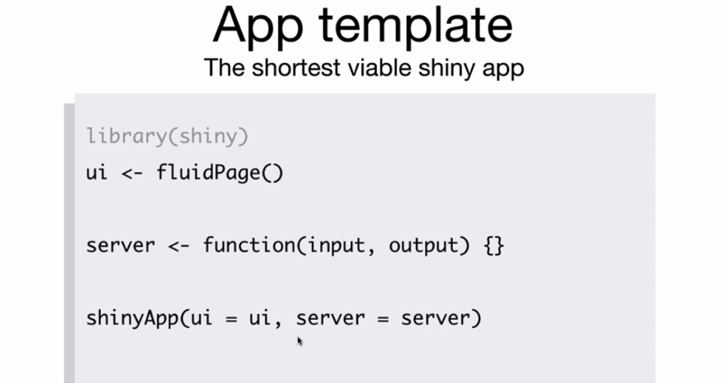 App template
The shortest viable shiny app
library(shiny)
ui <- fluidPage()
server <- function(input, output) {}
shinyApp(ui = ui, server = server)